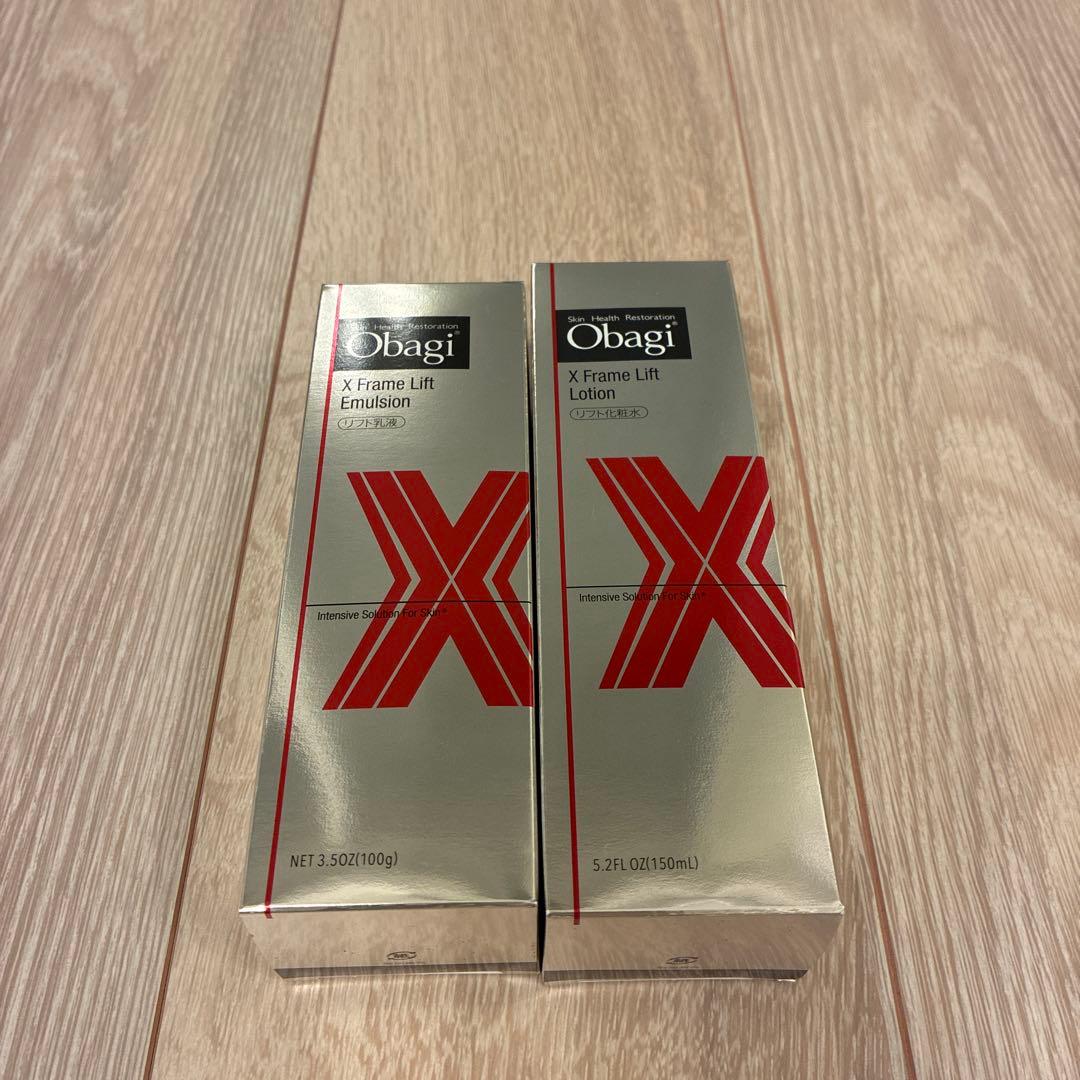 Skin Health Restoration
Obagi®
X Frame Lift
Emulsion
リフト乳液
X
Intensive Solution For Skin®
NET 3.5OZ(100g)
Skin Health Restoration
Obagi®
X Frame Lift
Lotion
リフト化粧水
X
Intensive Solution For Skin®
5.2FL OZ(150mL)